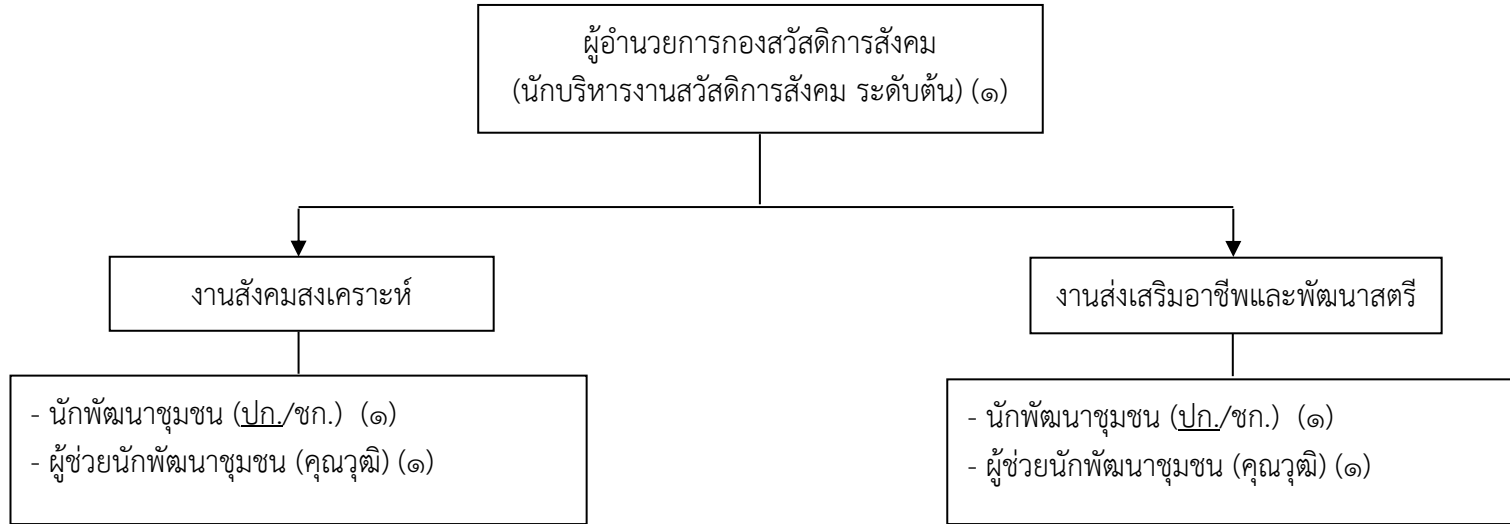 ผู้อำนวยการกองสวัสดิการสังคม
(นักบริหารงานสวัสดิการสังคม ระดับต้น) (๑)
งานสังคมสงเคราะห์
- นักพัฒนาชุมชน (ปก./ชก.) (๑)
- ผู้ช่วยนักพัฒนาชุมชน (คุณวุฒิ) (๑)
งานส่งเสริมอาชีพและพัฒนาสตรี
- นักพัฒนาชุมชน (ปก./ชก.) (๑)
- ผู้ช่วยนักพัฒนาชุมชน (คุณวุฒิ) (๑)